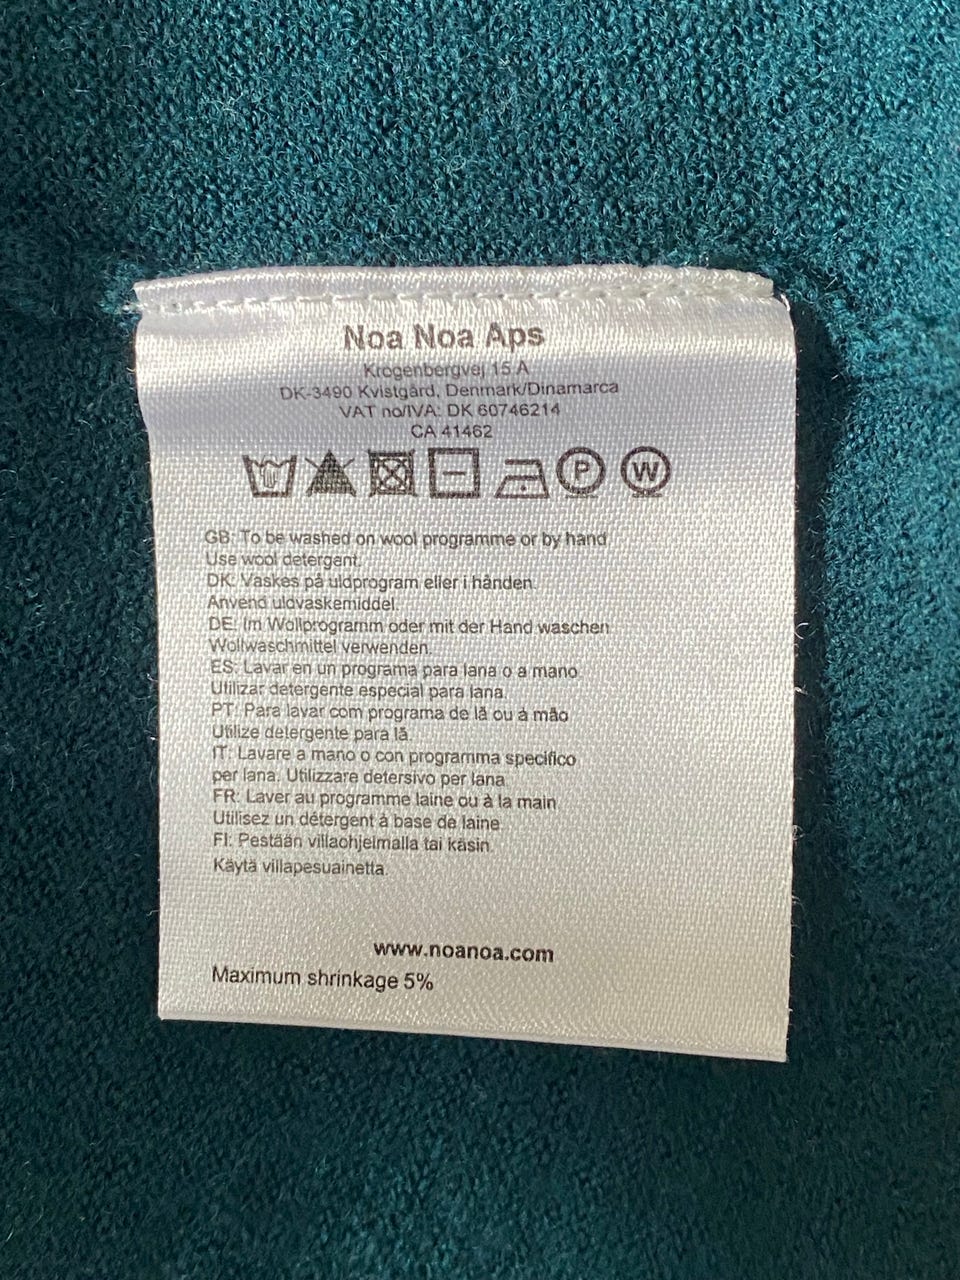 Noa Noa Aps
Krogenbergvej 15 A
DK-3490 Kvistgård, Denmark/Dinamarca
VAT no/IVA: DK 60746214
CA 41462
P W
GB: To be washed on wool programme or by hand
Use wool detergent.
DK: Vaskes på uldprogram eller i hånden.
Anvend uldvaskemiddel.
DE: Im Wollprogramm oder mit der Hand waschen
Wollwaschmittel verwenden.
ES: Lavar en un programa para lana o a mano
Utilizar detergente especial para lana.
PT: Para lavar com programa de lã ou á mão
Utilize detergente para lã.
IT: Lavare a mano o con programma specifico
per lana. Utilizzare detersivo per lana
FR: Laver au programme laine ou à la main
Utilisez un détergent á base de laine.
FI: Pestään villaohjelmalla tai käsin.
Käytä villapesuainetta.
www.noanoa.com
Maximum shrinkage 5%